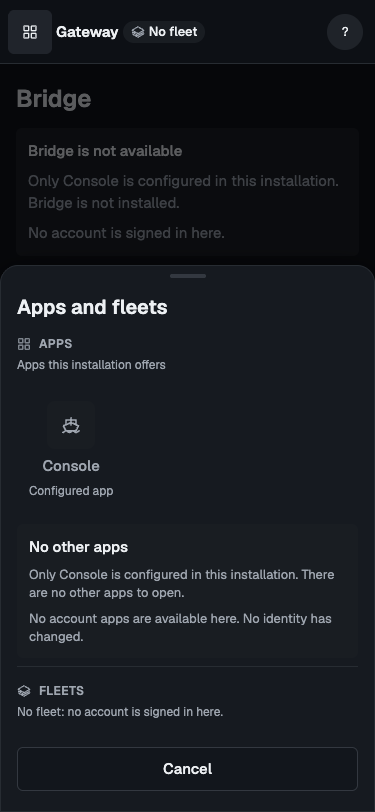 Gateway
No fleet
?
Bridge
Bridge is not available
Only Console is configured in this installation.
Bridge is not installed.
No account is signed in here.
Apps and fleets
APPS
Apps this installation offers
Console
Configured app
No other apps
Only Console is configured in this installation. There
are no other apps to open.
No account apps are available here. No identity has
changed.
FLEETS
No fleet: no account is signed in here.
Cancel